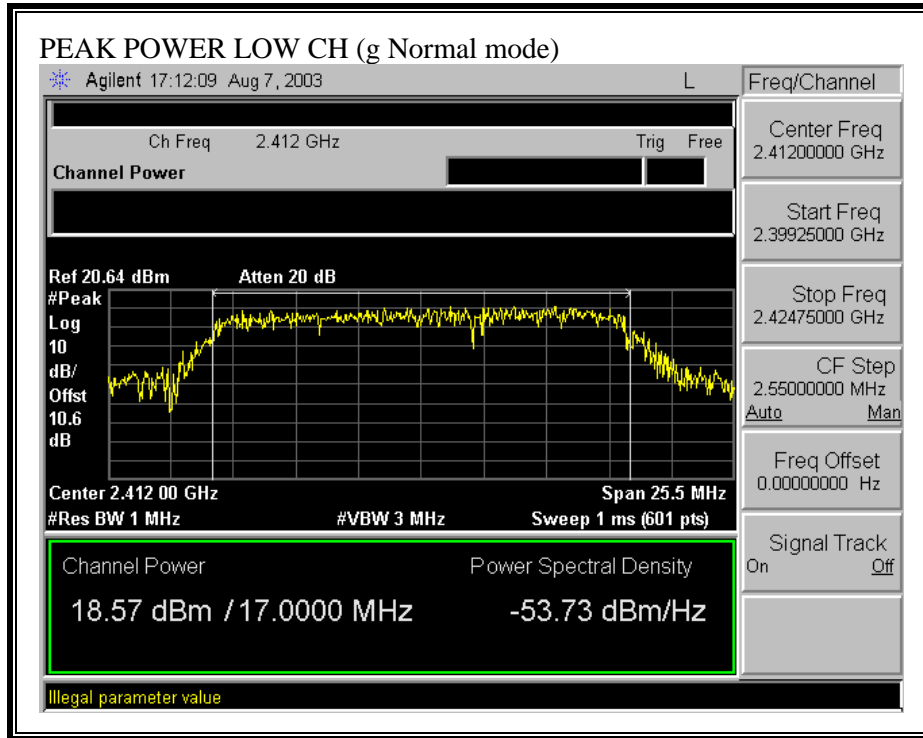 PEAK POWER LOW CH (g Normal mode)
Agilent 17:12:09 Aug 7, 2003 L
Freq/Channel
Ch Freq 2.412 GHz Trig Free
Channel Power
Center Freq
2.41200000 GHz
Start Freq
2.39925000 GHz
Stop Freq
2.42475000 GHz
CF Step
2.55000000 MHz
Auto Man
Freq Offset
0.00000000 Hz
Signal Track
On Off
Ref 20.64 dBm Atten 20 dB
#Peak
Log
10
dB/
Offst
10.6
dB
Center 2.412 00 GHz Span 25.5 MHz
#Res BW 1 MHz #VBW 3 MHz Sweep 1 ms (601 pts)
Channel Power Power Spectral Density
18.57 dBm / 17.0000 MHz -53.73 dBm/Hz
Illegal parameter value